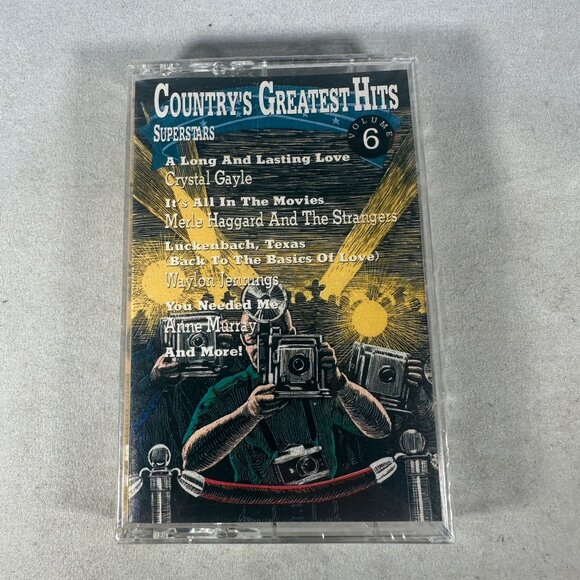 COUNTRY'S GREATEST HITS
SUPERSTARS
VOLUME
6
A Long And Lasting Love
Crystal Gayle
It's All In The Movies
Merle Haggard And The Strangers
Luckenbach, Texas
(Back To The Basics Of Love)
Waylon Jennings
You Needed Me
Anne Murray
And More!